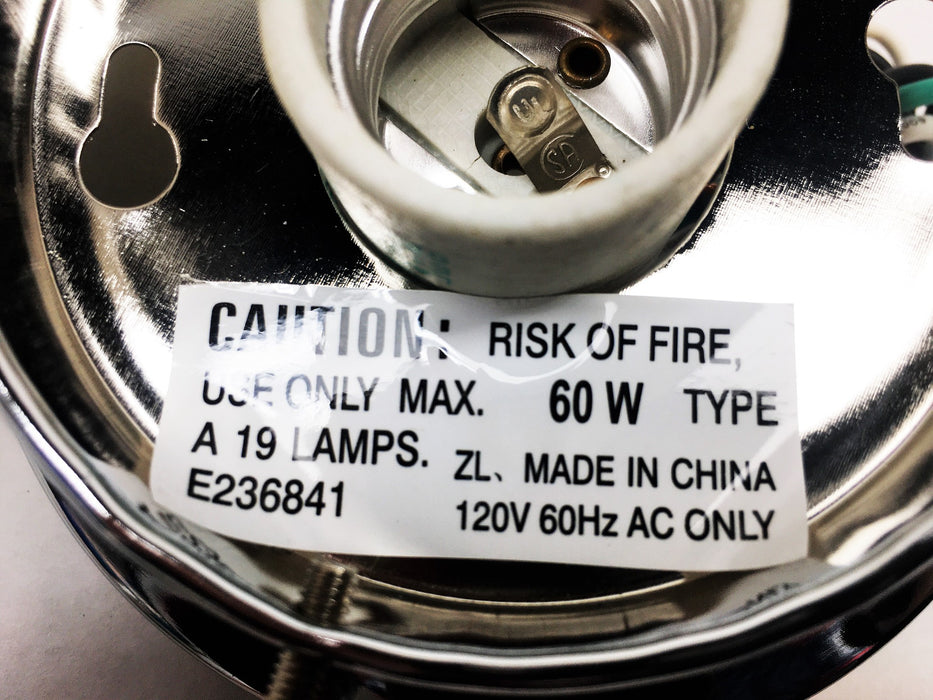 CAUTION: RISK OF FIRE,
USE ONLY MAX. 60 W TYPE
A 19 LAMPS.
ZL、 MADE IN CHINA
E236841
120V 60Hz AC ONLY
SA